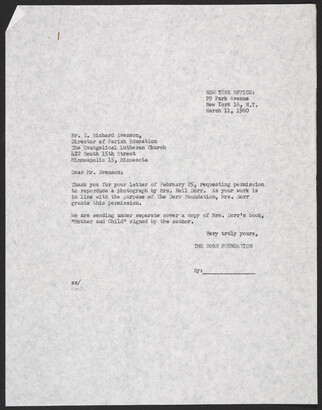 NEW YORK OFFICE:
99 Park Avenue
New York 16, N.Y.
March 11, 1960
Mr. C. Richard Evenson,
Director of Parish Education
The Evangelical Lutheran Church
422 South 15th Street
Minneapolis 15, Minnesota
Dear Mr. Evenson:
Thank you for your letter of February 25, requesting permission
to reproduce a photograph by Mrs. Nell Dorr. As your work is
in line with the purpose of The Dorr Foundation, Mrs. Dorr
grants this permission.
We are sending under separate cover a copy of Mrs. Dorr's book,
"Mother and Child" signed by the author.
Very truly yours,
THE DORR FOUNDATION
By: